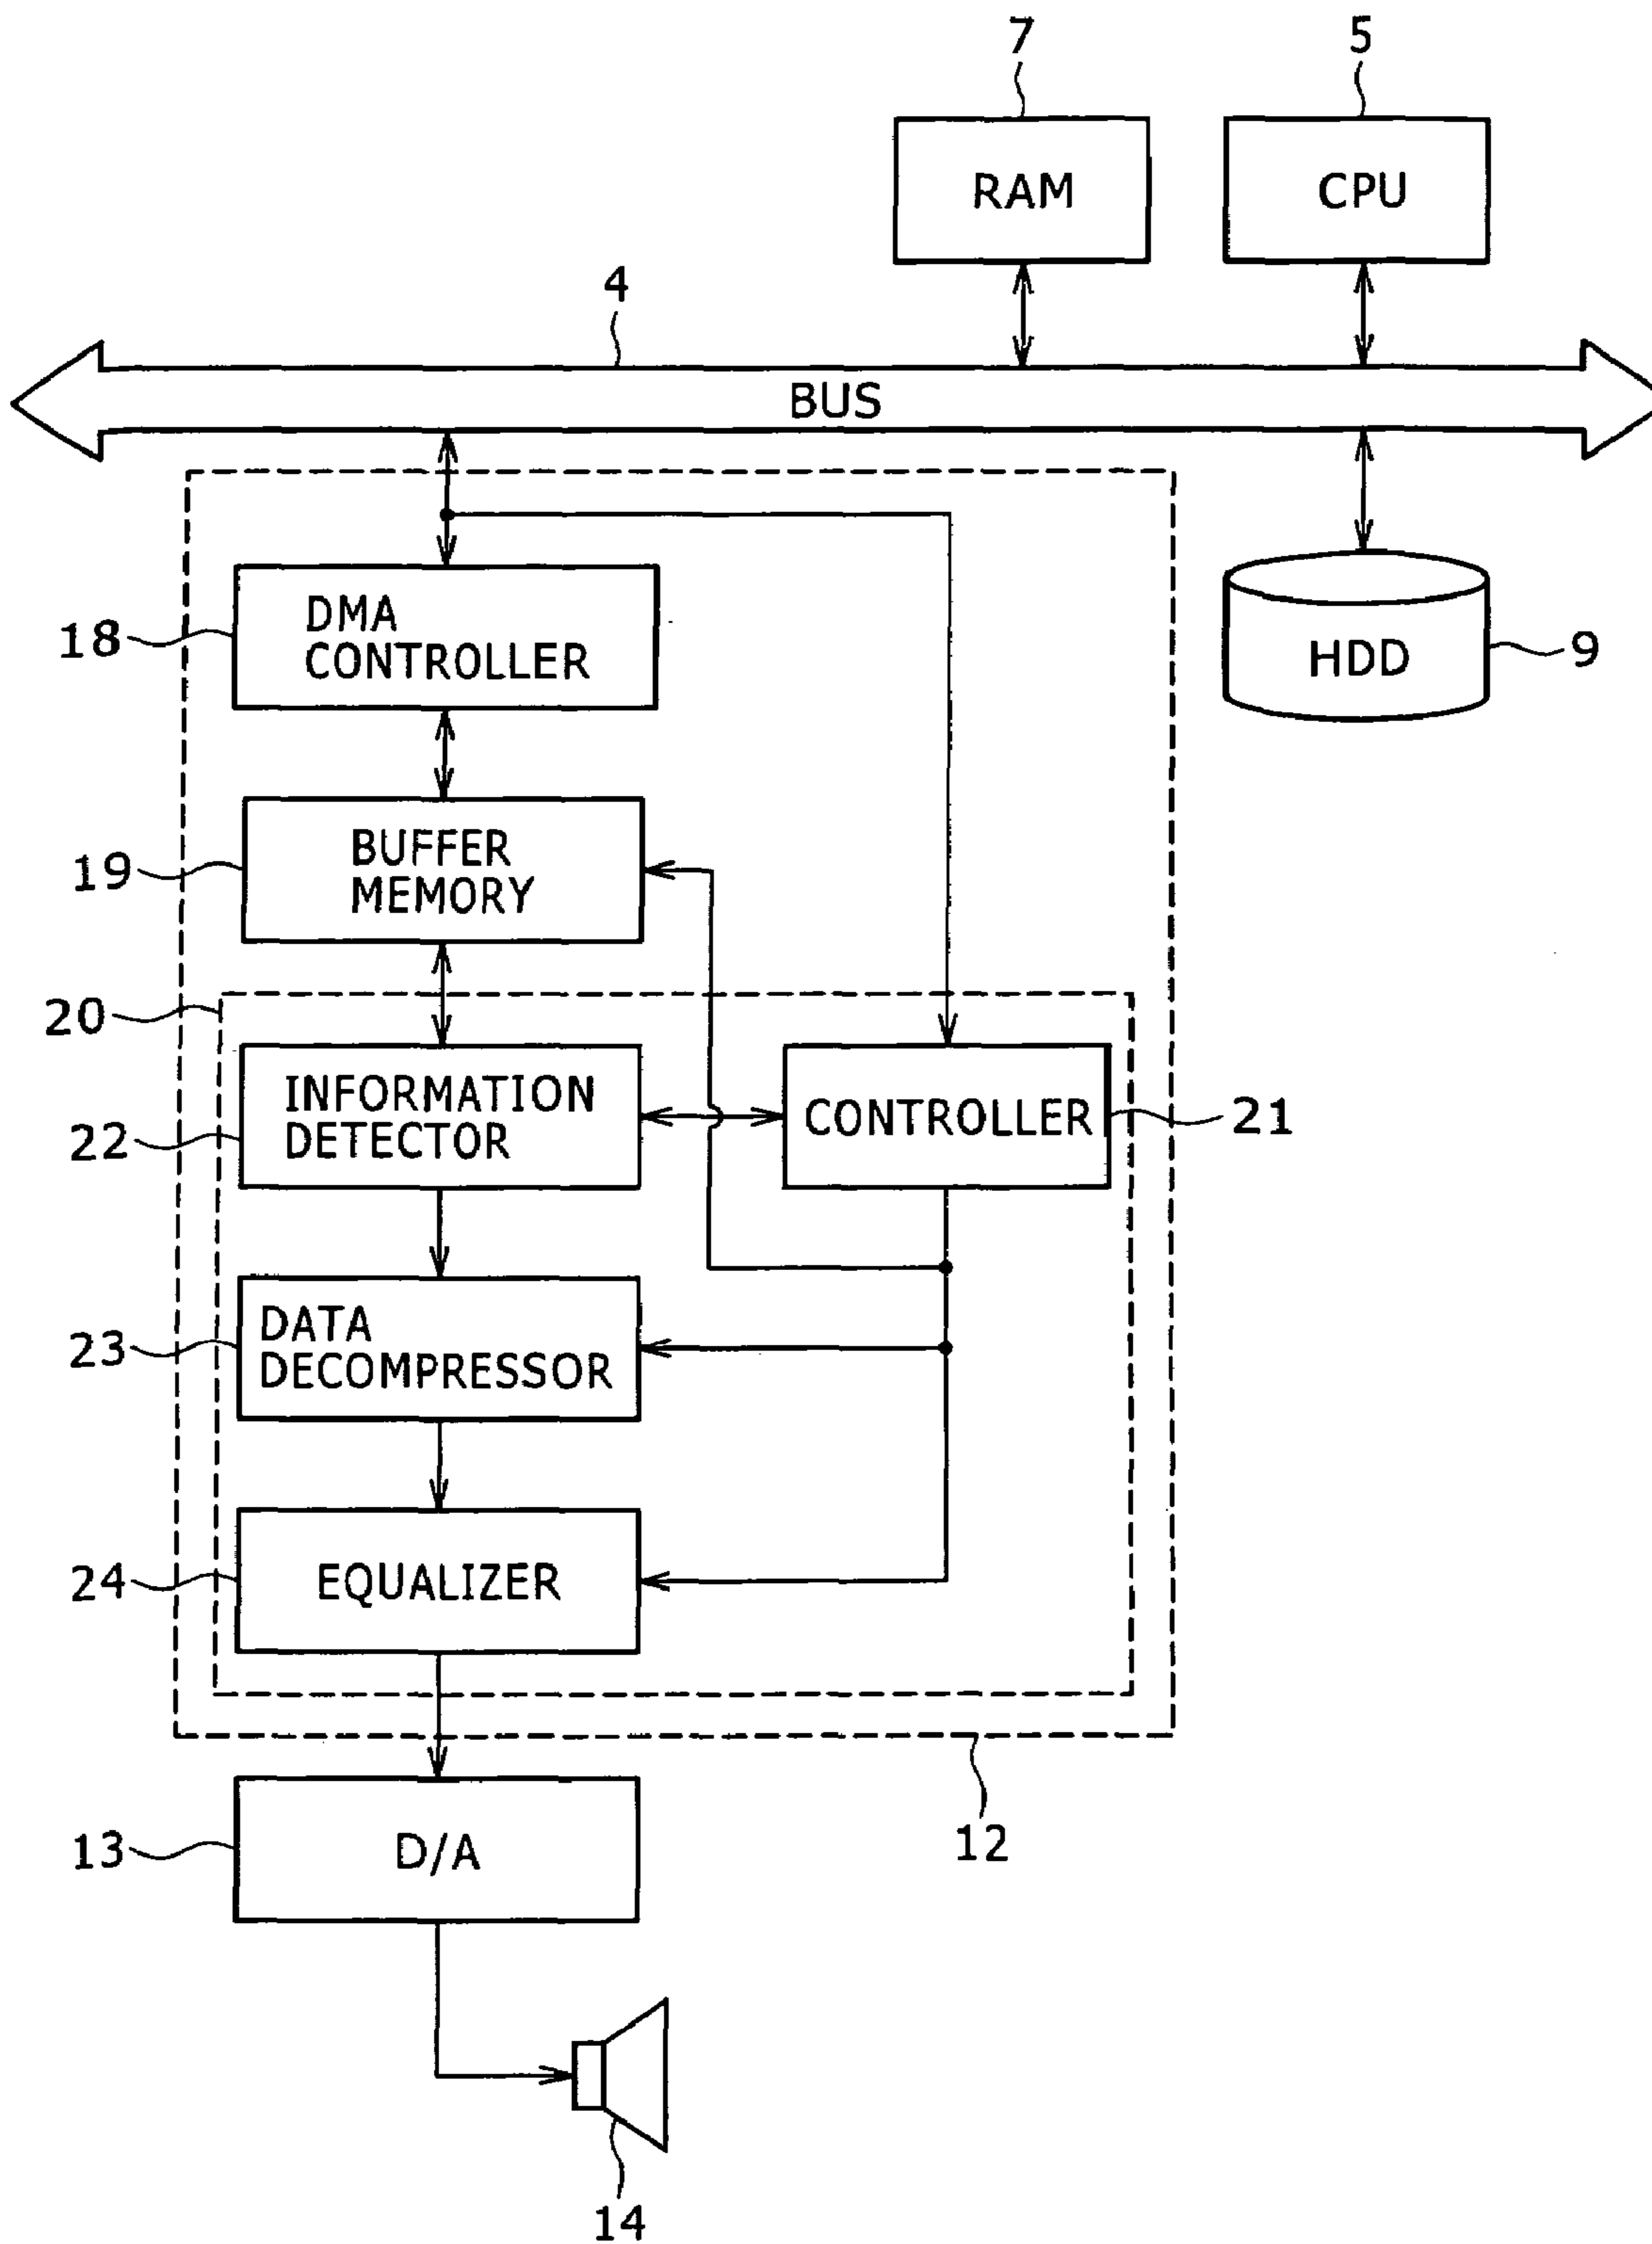 7
5
RAM
CPU
4
BUS
18
DMA
CONTROLLER
HDD
9
19
BUFFER
MEMORY
20
22
INFORMATION
DETECTOR
CONTROLLER
21
23
DATA
DECOMPRESSOR
24
EQUALIZER
12
13
D/A
14